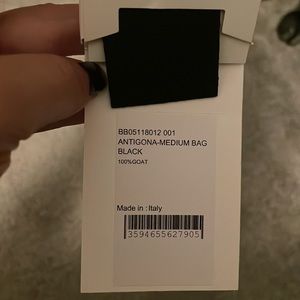 BB05118012 001
ANTIGONA-MEDIUM BAG
BLACK
100%GOAT
Made in :Italy
3594655627905